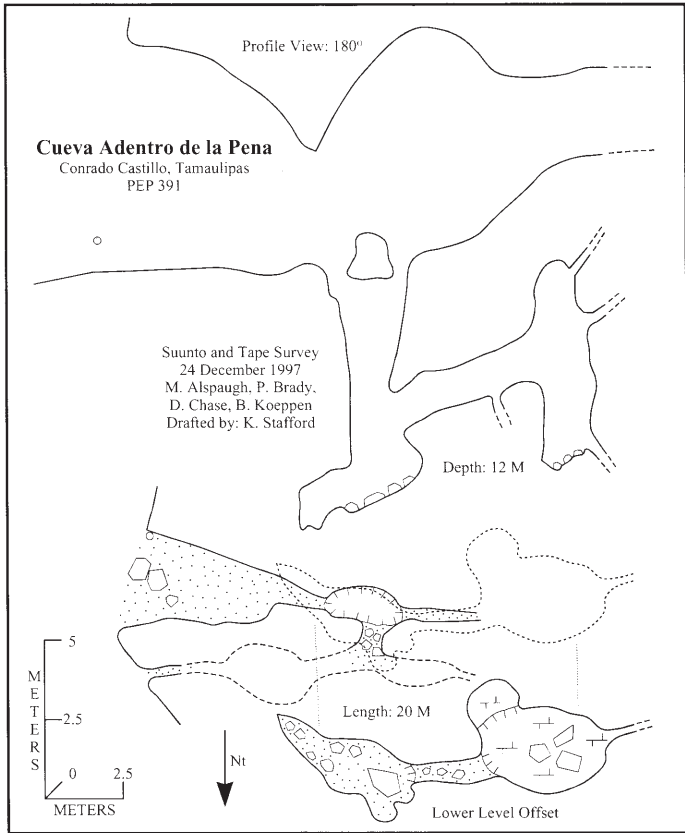 Profile View: 180°
Cueva Adentro de la Pena
Conrado Castillo, Tamaulipas
PEP 391
Suunto and Tape Survey
24 December 1997
M. Alspaugh, P. Brady,
D. Chase, B. Koeppen
Drafted by: K. Stafford
Depth: 12 M
5
METERS
2.5
0
2.5
METERS
Nt
Length: 20 M
Lower Level Offset